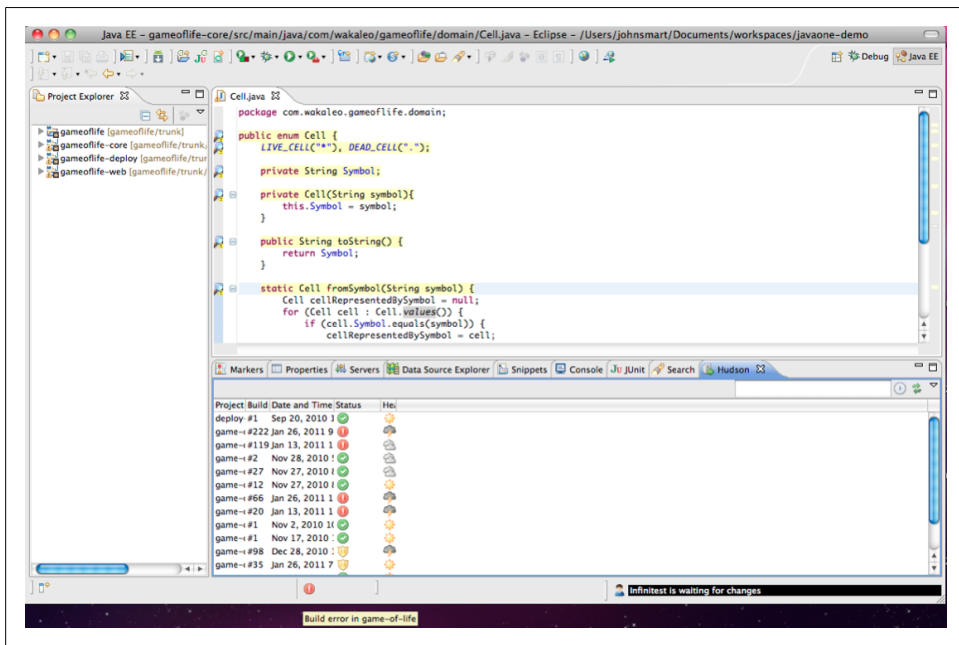 Java EE - gameoflife-core/src/main/java/com/wakaleo/gameoflife/domain/Cell.java - Eclipse - /Users/johnsmart/Documents/workspaces/javaone-demo
Debug Java EE
Project Explorer
gameoflife [gameoflife/trunk]
gameoflife-core [gameoflife/trunk,
gameoflife-deploy [gameoflife/trun
gameoflife-web [gameoflife/trunk/
Cell.java
package com.wakaleo.gameoflife.domain;
public enum Cell {
LIVE_CELL("*"), DEAD_CELL(".");
private String Symbol;
private Cell(String symbol){
this.Symbol = symbol;
}
public String toString() {
return Symbol;
}
static Cell fromSymbol(String symbol) {
Cell cellRepresentedBySymbol = null;
for (Cell cell : Cell.values()) {
if (cell.Symbol.equals(symbol)) {
cellRepresentedBySymbol = cell;
Markers Properties Servers Data Source Explorer Snippets Console Ju JUnit Search Hudson
Project Build Date and Time Status Hea
deploy- #1 Sep 20, 2010 1
game- #222 Jan 26, 2011 9
game- #119 Jan 13, 2011 1
game- #2 Nov 28, 2010
game- #27 Nov 27, 2010
game- #12 Nov 27, 2010
game- #66 Jan 26, 2011 1
game- #20 Jan 13, 2011 1
game- #1 Nov 2, 2010 10
game- #1 Nov 17, 2010
game- #98 Dec 28, 2010
game- #35 Jan 26, 2011 7
Infinitest is waiting for changes
Build error in game-of-life